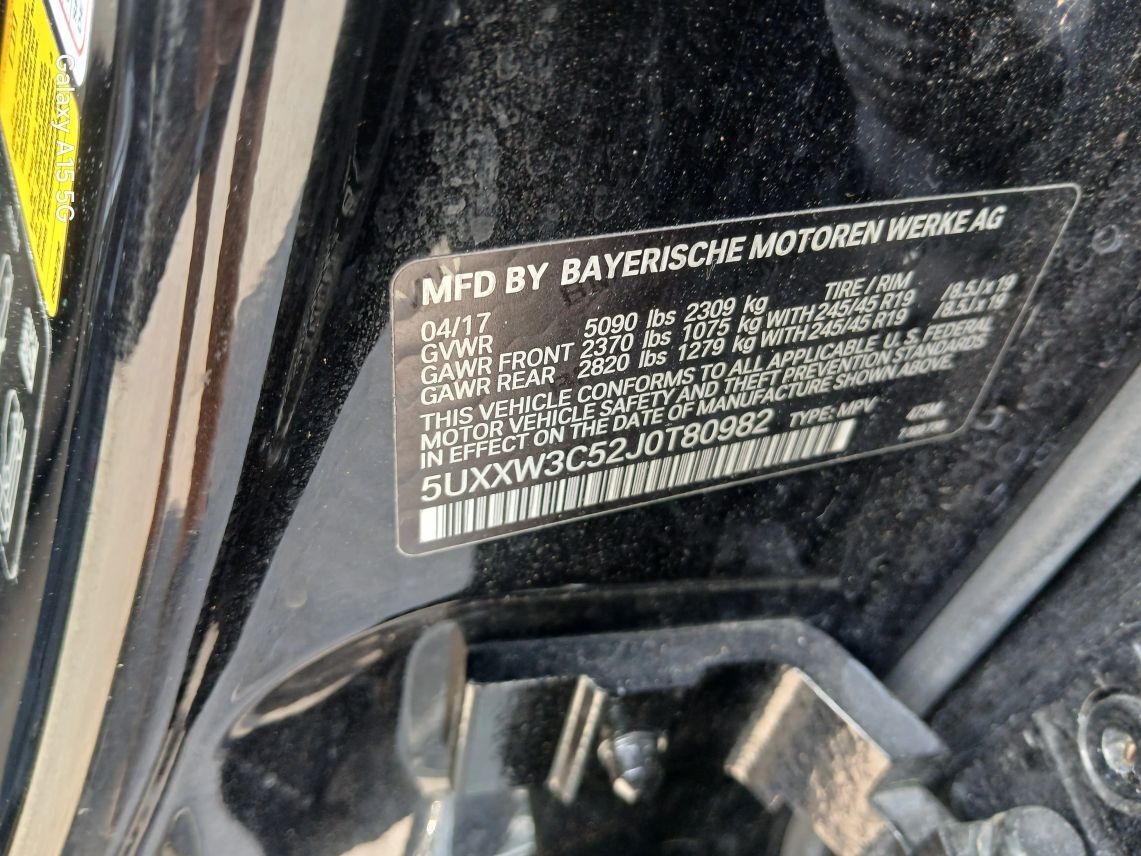 MFD BY BAYERISCHE MOTOREN WERKE AG
04/17 TIRE / RIM
GVWR 5090 lbs 2309 kg
GAWR FRONT 2370 lbs 1075 kg WITH 245/45 R19 /8.5J x 19
GAWR REAR 2820 lbs 1279 kg WITH 245/45 R19 /8.5J x 19
THIS VEHICLE CONFORMS TO ALL APPLICABLE U. S. FEDERAL
MOTOR VEHICLE SAFETY AND THEFT PREVENTION STANDARDS
IN EFFECT ON THE DATE OF MANUFACTURE SHOWN ABOVE.
5UXXW3C52J0T80982 TYPE: MPV
Galaxy A15 5G